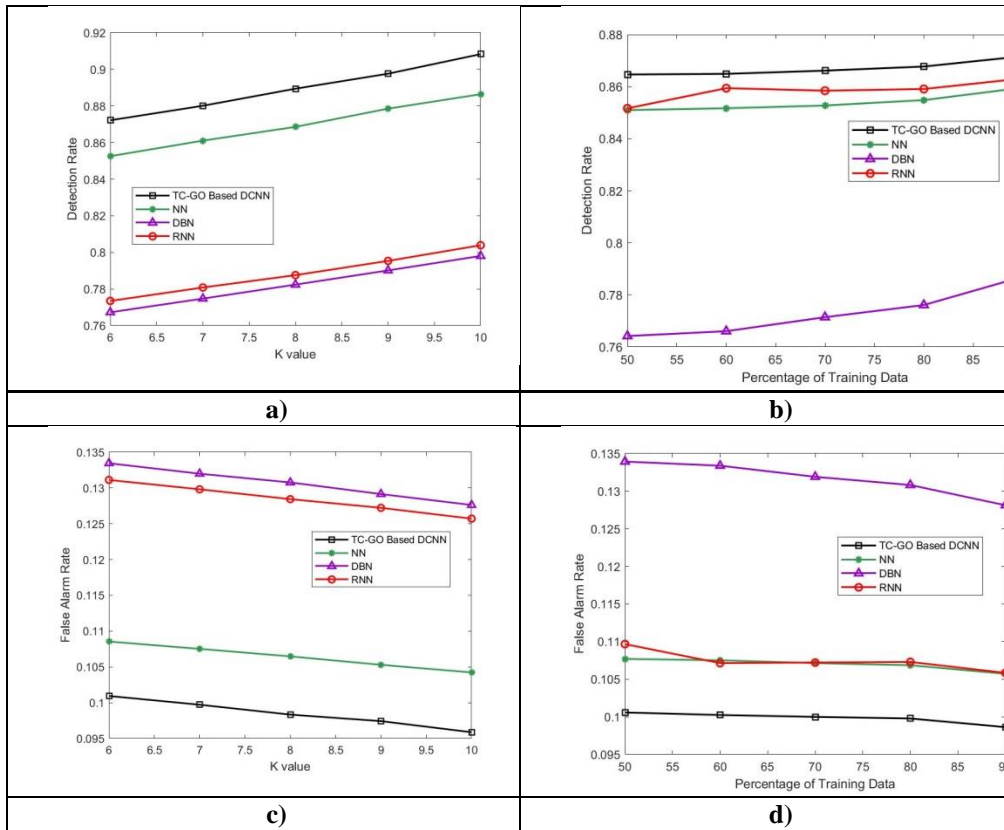 0.92
0.9
0.88
0.86
0.84
0.82
0.8
0.78
0.76
Detection Rate
TC-GO Based DCNN
NN
DBN
RNN
6 6.5 7 7.5 8 8.5 9 9.5 10
K value
0.88
0.86
0.84
0.82
0.8
0.78
0.76
Detection Rate
TC-GO Based DCNN
NN
DBN
RNN
50 55 60 65 70 75 80 85
Percentage of Training Data
a) b)
0.135
0.13
0.125
0.12
0.115
0.11
0.105
0.1
0.095
False Alarm Rate
TC-GO Based DCNN
NN
DBN
RNN
6 6.5 7 7.5 8 8.5 9 9.5 10
K value
0.135
0.13
0.125
0.12
0.115
0.11
0.105
0.1
0.095
False Alarm Rate
TC-GO Based DCNN
NN
DBN
RNN
50 55 60 65 70 75 80 85 9
Percentage of Training Data
c) d)